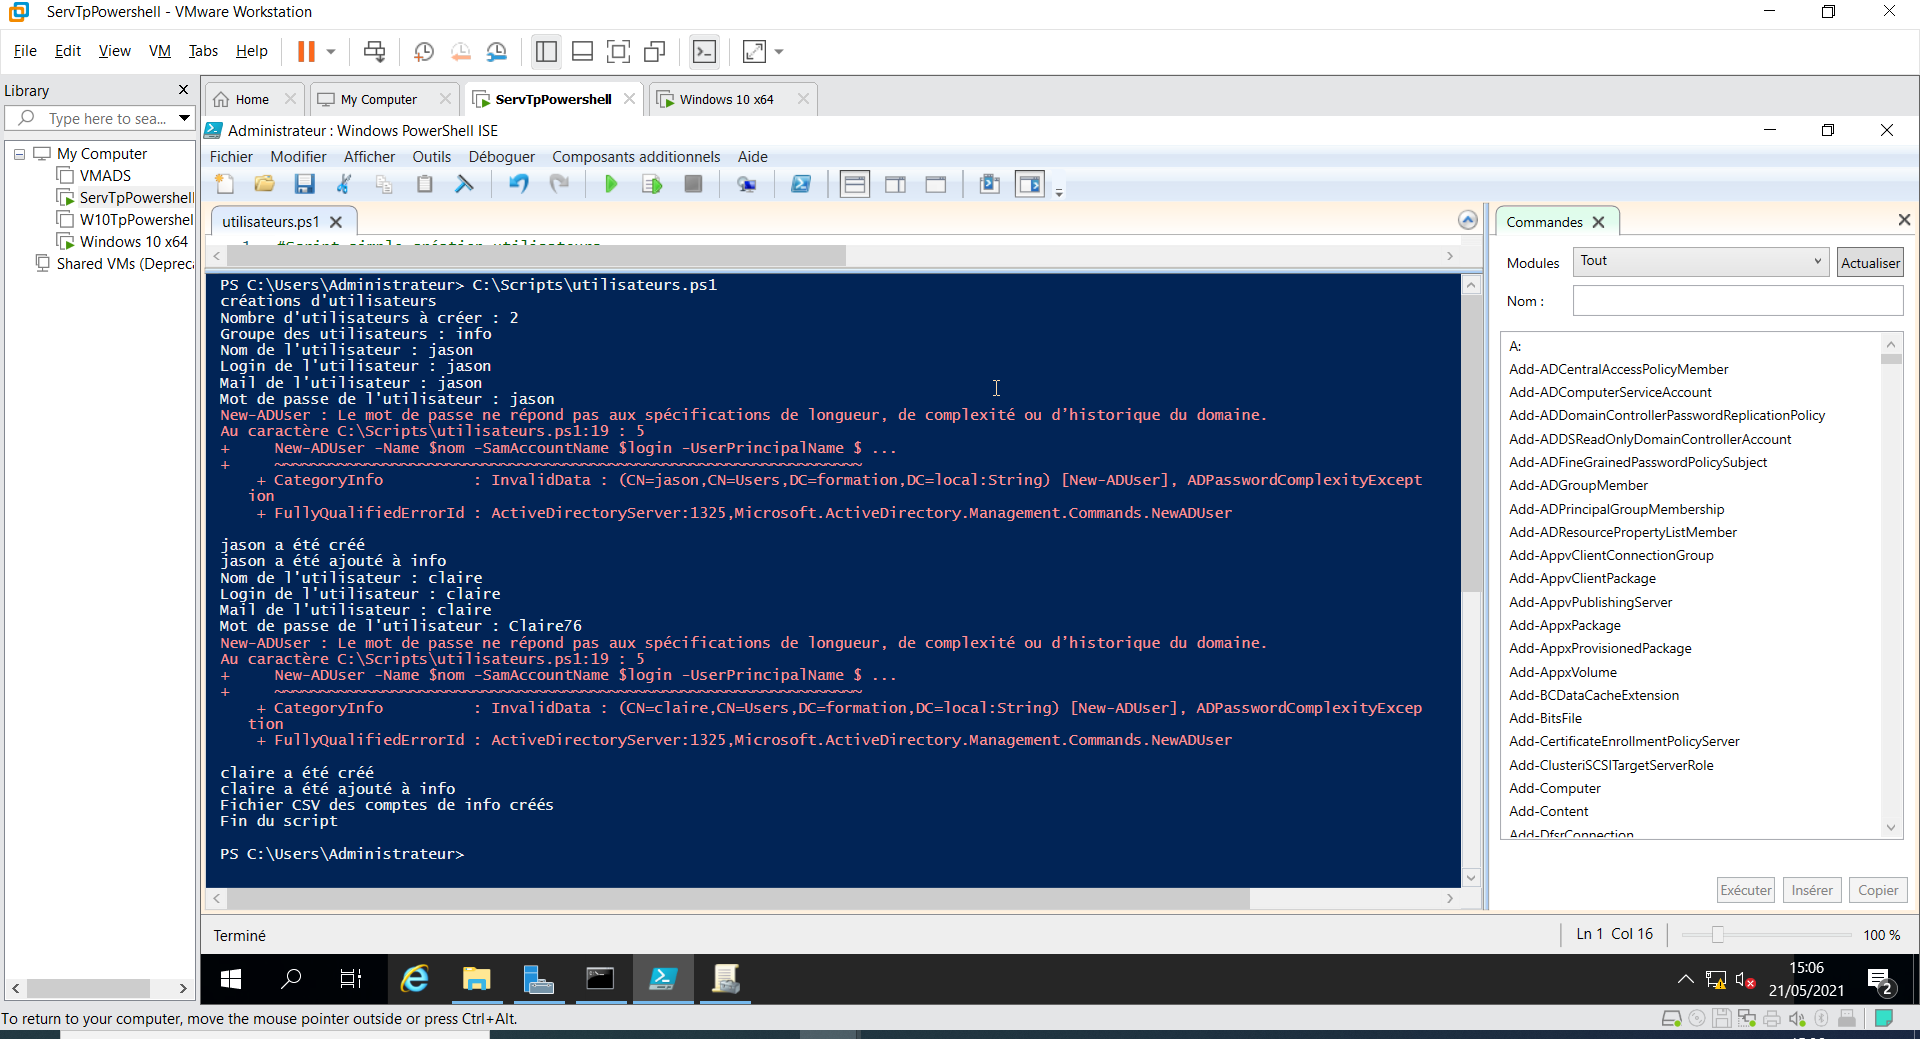 ServTpPowershell - VMware Workstation
File Edit View VM Tabs Help
Library
Type here to sea...
My Computer
VMADS
ServTpPowershell
W10TpPowershel
Windows 10 x64
Shared VMs (Depreca
Home
My Computer
ServTpPowershell
Windows 10 x64
Administrateur : Windows PowerShell ISE
Fichier Modifier Afficher Outils Déboguer Composants additionnels Aide
utilisateurs.ps1
1 #Script simple création utilisateurs
PS C:\Users\Administrateur> C:\Scripts\utilisateurs.ps1
créations d'utilisateurs
Nombre d'utilisateurs à créer : 2
Groupe des utilisateurs : info
Nom de l'utilisateur : jason
Login de l'utilisateur : jason
Mail de l'utilisateur : jason
Mot de passe de l'utilisateur : jason
New-ADUser : Le mot de passe ne répond pas aux spécifications de longueur, de complexité ou d’historique du domaine.
Au caractère C:\Scripts\utilisateurs.ps1:19 : 5
+     New-ADUser -Name $nom -SamAccountName $login -UserPrincipalName $ ...
+     ~~~~~~~~~~~~~~~~~~~~~~~~~~~~~~~~~~~~~~~~~~~~~~~~~~~~~~~~~~~~~~~~~
+ CategoryInfo          : InvalidData : (CN=jason,CN=Users,DC=formation,DC=local:String) [New-ADUser], ADPasswordComplexityExcept
ion
+ FullyQualifiedErrorId : ActiveDirectoryServer:1325,Microsoft.ActiveDirectory.Management.Commands.NewADUser
jason a été créé
jason a été ajouté à info
Nom de l'utilisateur : claire
Login de l'utilisateur : claire
Mail de l'utilisateur : claire
Mot de passe de l'utilisateur : Claire76
New-ADUser : Le mot de passe ne répond pas aux spécifications de longueur, de complexité ou d’historique du domaine.
Au caractère C:\Scripts\utilisateurs.ps1:19 : 5
+     New-ADUser -Name $nom -SamAccountName $login -UserPrincipalName $ ...
+     ~~~~~~~~~~~~~~~~~~~~~~~~~~~~~~~~~~~~~~~~~~~~~~~~~~~~~~~~~~~~~~~~~
+ CategoryInfo          : InvalidData : (CN=claire,CN=Users,DC=formation,DC=local:String) [New-ADUser], ADPasswordComplexityExcep
tion
+ FullyQualifiedErrorId : ActiveDirectoryServer:1325,Microsoft.ActiveDirectory.Management.Commands.NewADUser
claire a été créé
claire a été ajouté à info
Fichier CSV des comptes de info créés
Fin du script
PS C:\Users\Administrateur>
Commandes
Modules Tout Actualiser
Nom :
A:
Add-ADCentralAccessPolicyMember
Add-ADComputerServiceAccount
Add-ADDomainControllerPasswordReplicationPolicy
Add-ADDSReadOnlyDomainControllerAccount
Add-ADFineGrainedPasswordPolicySubject
Add-ADGroupMember
Add-ADPrincipalGroupMembership
Add-ADResourcePropertyListMember
Add-AppvClientConnectionGroup
Add-AppvClientPackage
Add-AppvPublishingServer
Add-AppxPackage
Add-AppxProvisionedPackage
Add-AppxVolume
Add-BCDataCacheExtension
Add-BitsFile
Add-CertificateEnrollmentPolicyServer
Add-ClusteriSCSITargetServerRole
Add-Computer
Add-Content
Add-DfsrConnection
Exécuter Insérer Copier
Terminé
Ln 1 Col 16
100 %
15:06
21/05/2021
2
To return to your computer, move the mouse pointer outside or press Ctrl+Alt.